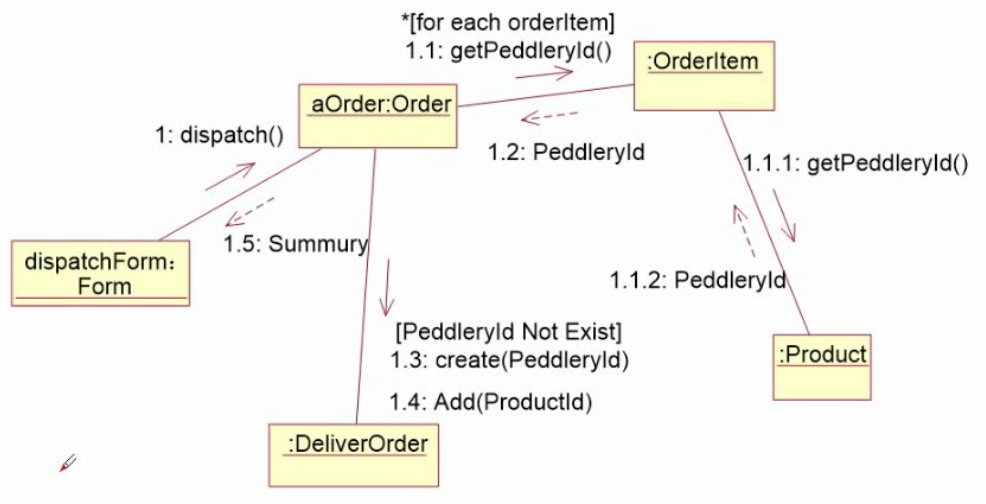 *[for each orderItem]
1.1: getPeddleryId()
:OrderItem
aOrder:Order
1: dispatch()
1.2: PeddleryId
1.1.1: getPeddleryId()
1.5: Summury
dispatchForm：
Form
1.1.2: PeddleryId
[PeddleryId Not Exist]
1.3: create(PeddleryId)
:Product
1.4: Add(ProductId)
:DeliverOrder